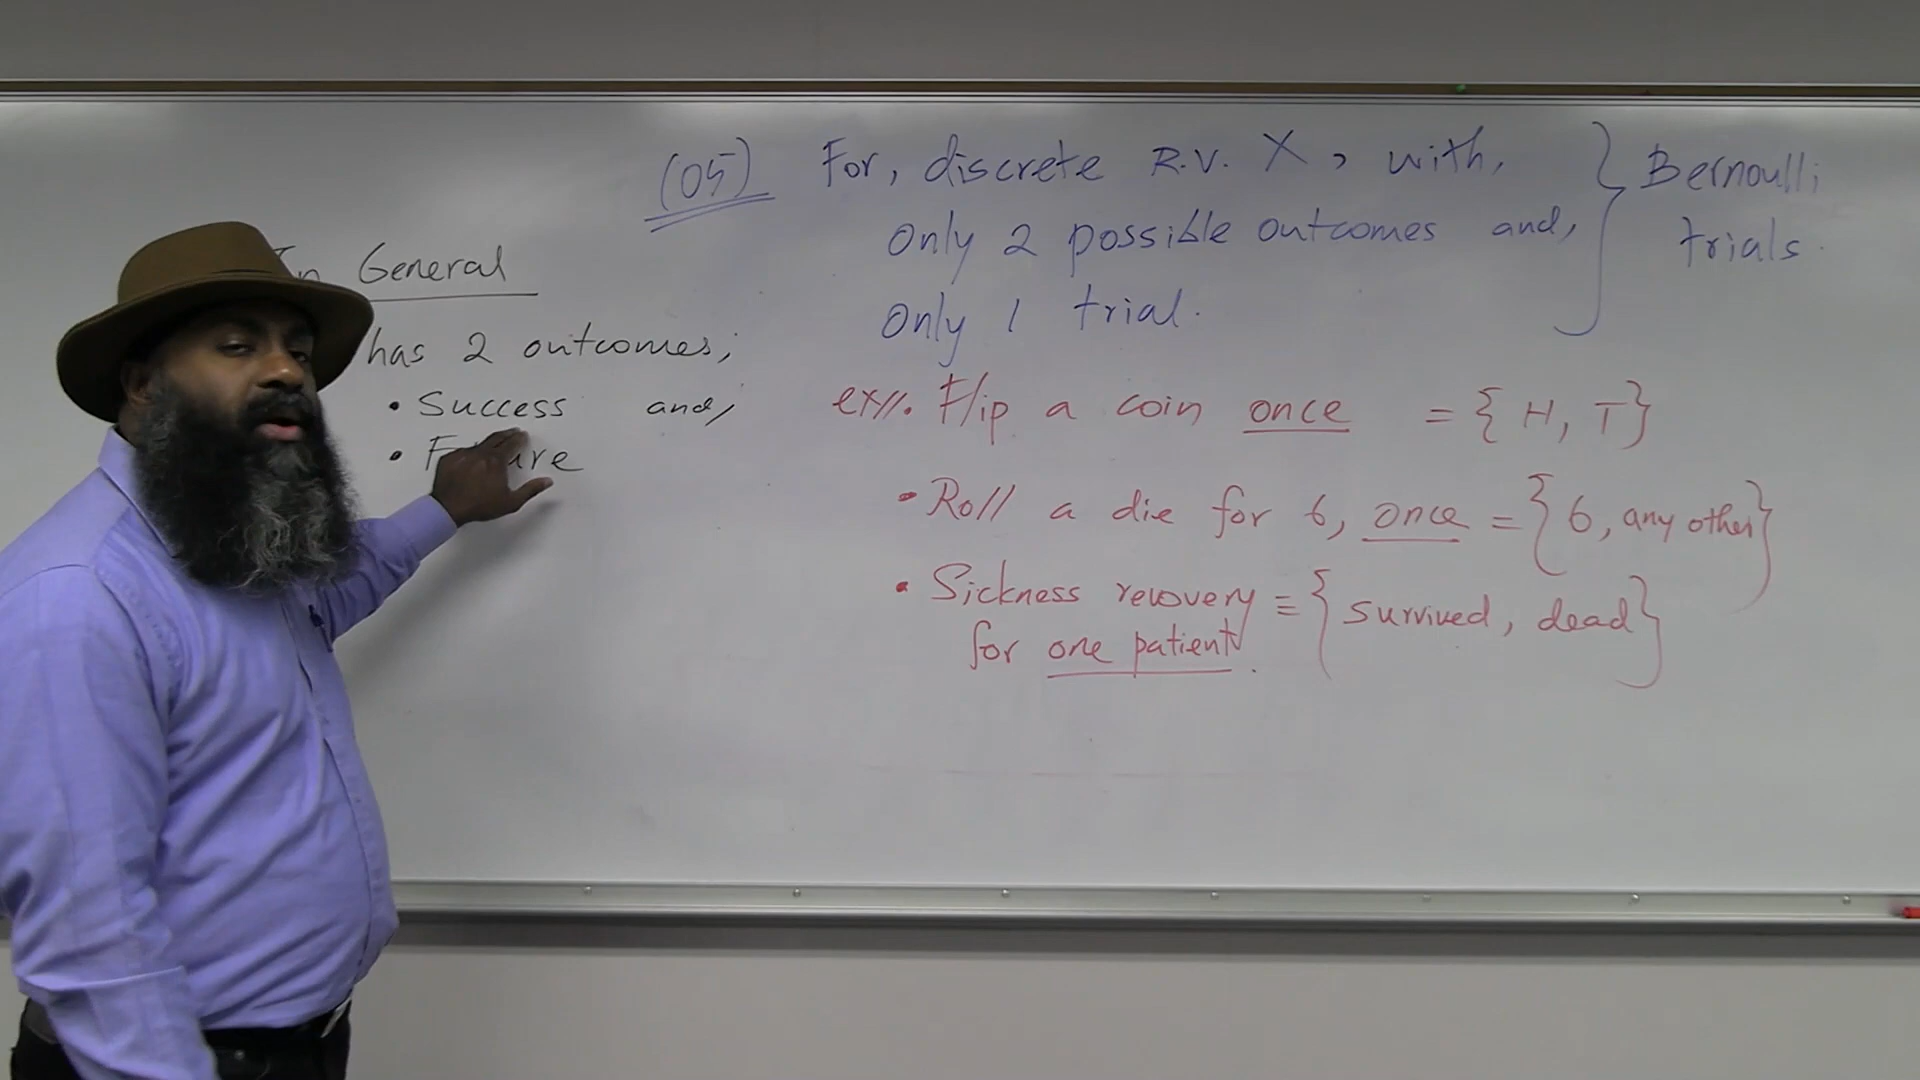 (05) For, discrete R.V. X, with,
Only 2 possible outcomes and,
Only 1 trial.
Bernoulli
trials.
In General
has 2 outcomes;
• Success and,
•
ex//. Flip a coin once = {H, T}
• Roll a die for 6, once = {6, any other}
• Sickness recovery ≡ {survived, dead}
for one patient.